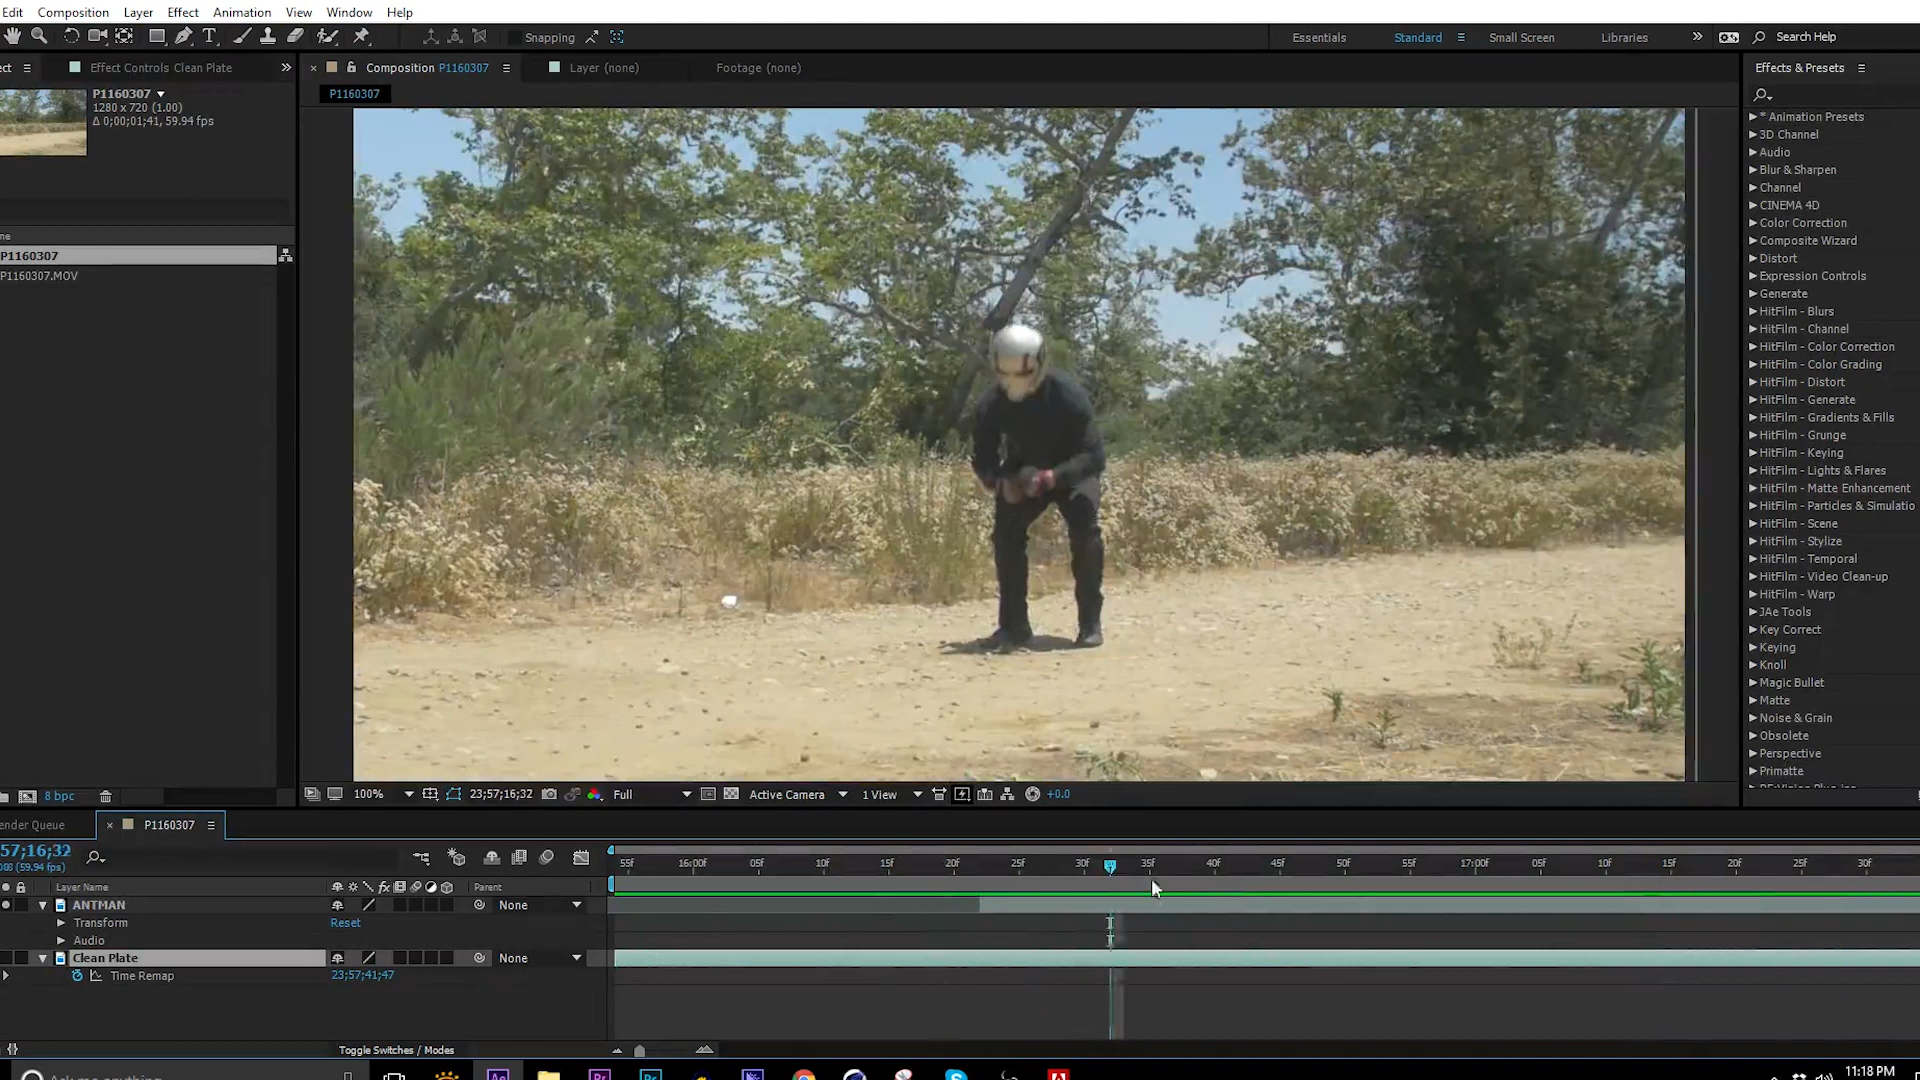 Edit Composition Layer Effect Animation View Window Help
Snapping Essentials Standard Small Screen Libraries Search Help
ect Effect Controls Clean Plate Composition P1160307 Layer (none) Footage (none) Effects & Presets
P1160307
1280 x 720 (1.00)
Δ 0;00;01;41, 59.94 fps
P1160307
* Animation Presets
3D Channel
Audio
Blur & Sharpen
Channel
CINEMA 4D
Color Correction
Composite Wizard
Distort
Expression Controls
Generate
HitFilm - Blurs
HitFilm - Channel
HitFilm - Color Correction
HitFilm - Color Grading
HitFilm - Distort
HitFilm - Generate
HitFilm - Gradients & Fills
HitFilm - Grunge
HitFilm - Keying
HitFilm - Lights & Flares
HitFilm - Matte Enhancement
HitFilm - Particles & Simulatio
HitFilm - Scene
HitFilm - Stylize
HitFilm - Temporal
HitFilm - Video Clean-up
HitFilm - Warp
JAe Tools
Key Correct
Keying
Knoll
Magic Bullet
Matte
Noise & Grain
Obsolete
Perspective
Primatte
me
P1160307
P1160307.MOV
8 bpc 100% 23;57;16;32 Full Active Camera 1 View +0.0
ender Queue P1160307
57;16;32
(59.94 fps)
55f 16:00f 05f 10f 15f 20f 25f 30f 35f 40f 45f 50f 55f 17:00f 05f 10f 15f 20f 25f 30f
Layer Name Parent
ANTMAN None
Transform Reset
Audio
Clean Plate None
Time Remap 23;57;41;47
Toggle Switches / Modes
Ask me anything 11:18 PM